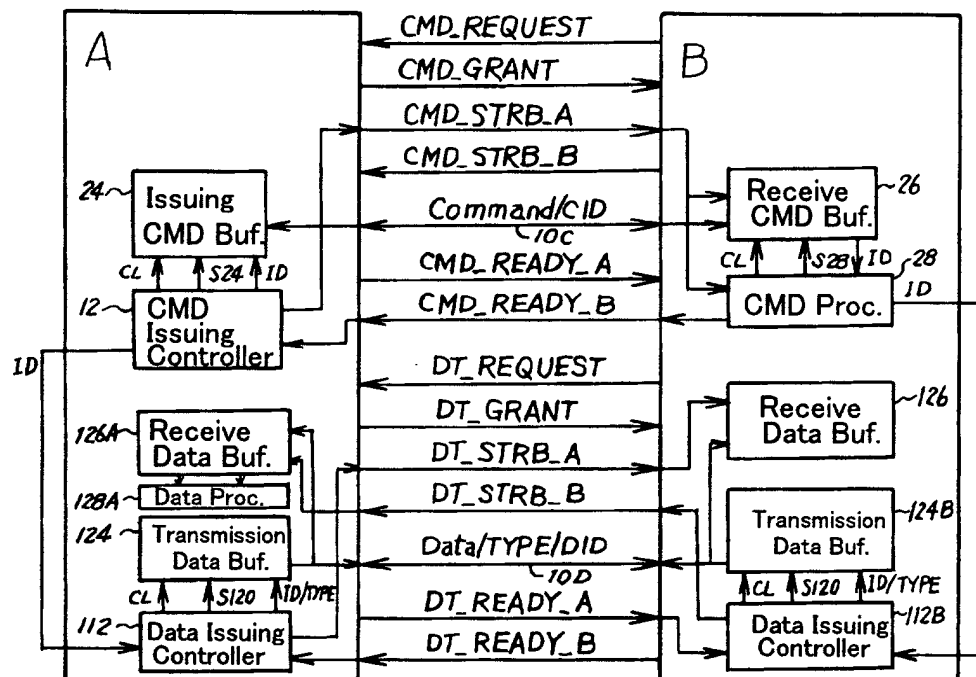 A
B
CMD_REQUEST
CMD_GRANT
CMD_STRB_A
CMD_STRB_B
24
Issuing
CMD Buf.
Command/CID
10C
Receive
CMD Buf.
26
CL
S24
ID
CMD_READY_A
CL
S28
ID
28
12
CMD
Issuing
Controller
CMD_READY_B
CMD Proc.
ID
ID
DT_REQUEST
DT_GRANT
126A
Receive
Data Buf.
DT_STRB_A
Receive
Data Buf.
126
128A
Data Proc.
DT_STRB_B
124
Transmission
Data Buf.
Data/TYPE/DID
10D
Transmission
Data Buf.
124B
CL
S120
ID/TYPE
DT_READY_A
CL
S120
ID/TYPE
112
Data Issuing
Controller
DT_READY_B
Data Issuing
Controller
112B